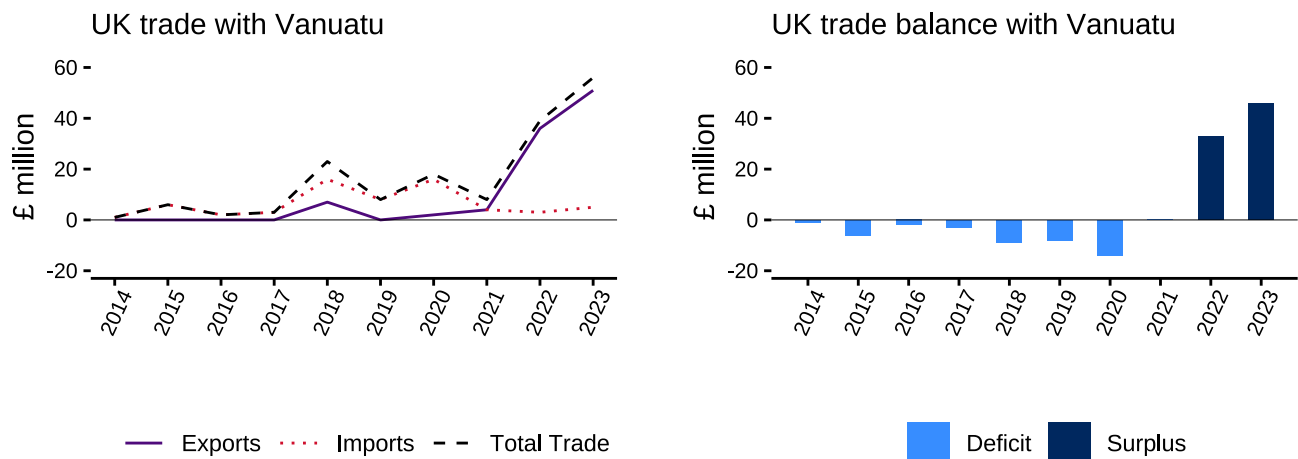 UK trade with Vanuatu
£ million
60
40
20
0
-20
2014 2015 2016 2017 2018 2019 2020 2021 2022 2023
Exports Imports Total Trade
UK trade balance with Vanuatu
£ million
60
40
20
0
-20
2014 2015 2016 2017 2018 2019 2020 2021 2022 2023
Deficit Surplus